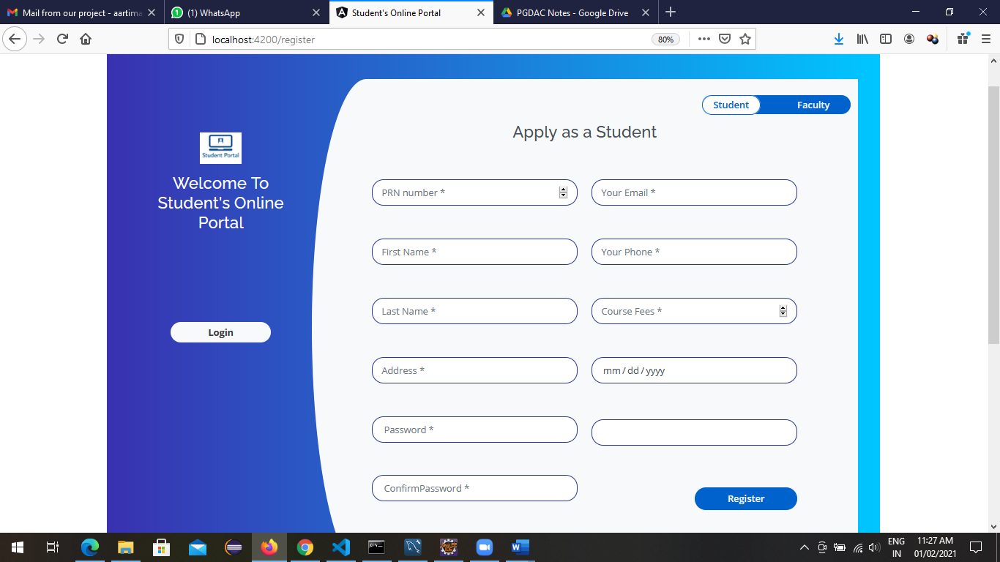 Mail from our project - aartima
(1) WhatsApp
Student's Online Portal
PGDAC Notes - Google Drive
localhost:4200/register
80%
Student
Faculty
Apply as a Student
Student Portal
Welcome To
Student's Online
Portal
Login
PRN number *
Your Email *
First Name *
Your Phone *
Last Name *
Course Fees *
Address *
mm / dd / yyyy
Password *
ConfirmPassword *
Register
ENG
IN
11:27 AM
01/02/2021